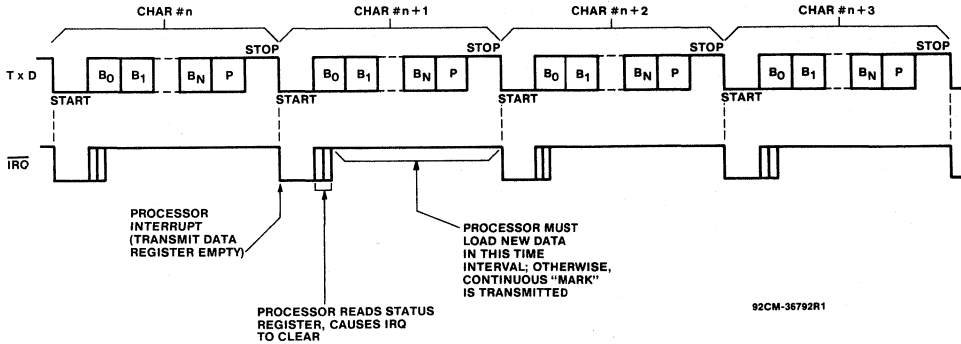 CHAR #n CHAR #n+1 CHAR #n+2 CHAR #n+3
STOP STOP STOP STOP
TxD B0 B1 BN P B0 B1 BN P B0 B1 BN P B0 B1 BN P
START START START START
IRQ
PROCESSOR
INTERRUPT
(TRANSMIT DATA
REGISTER EMPTY)
PROCESSOR READS STATUS
REGISTER, CAUSES IRQ
TO CLEAR
PROCESSOR MUST
LOAD NEW DATA
IN THIS TIME
INTERVAL; OTHERWISE,
CONTINUOUS “MARK”
IS TRANSMITTED
92CM-36792R1